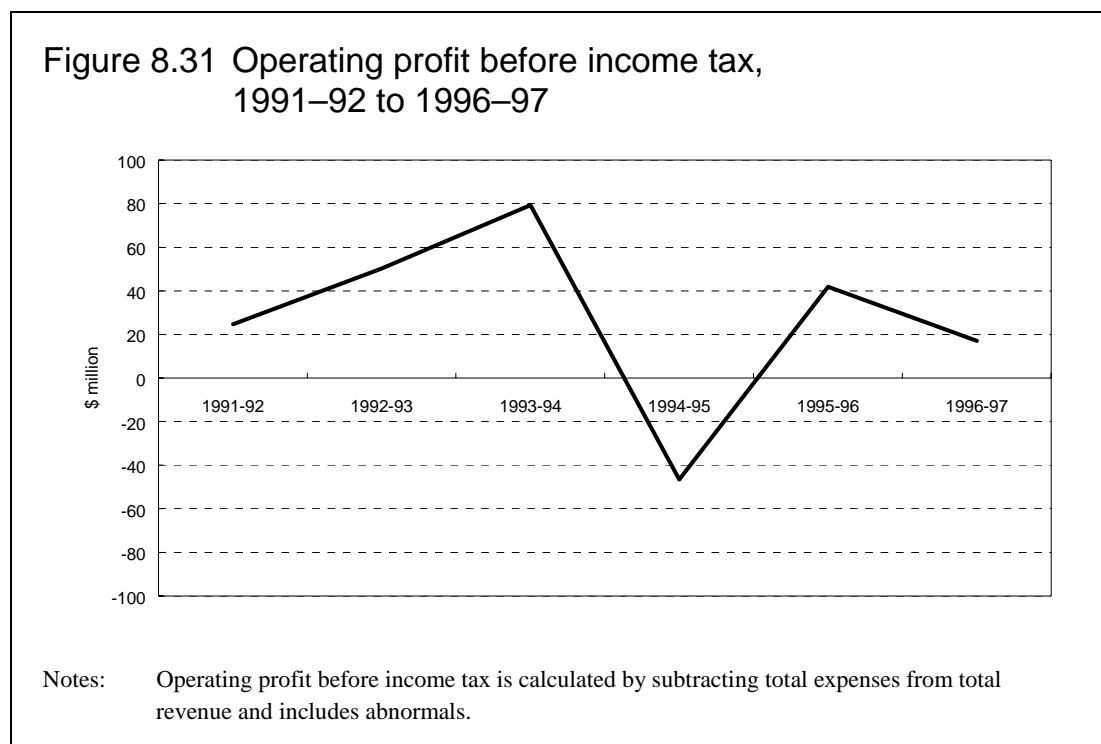 Figure 8.31 Operating profit before income tax,
1991–92 to 1996–97
100
80
60
40
20
0
-20
-40
-60
-80
-100
$ million
1991-92 1992-93 1993-94 1994-95 1995-96 1996-97
Notes: Operating profit before income tax is calculated by subtracting total expenses from total
revenue and includes abnormals.